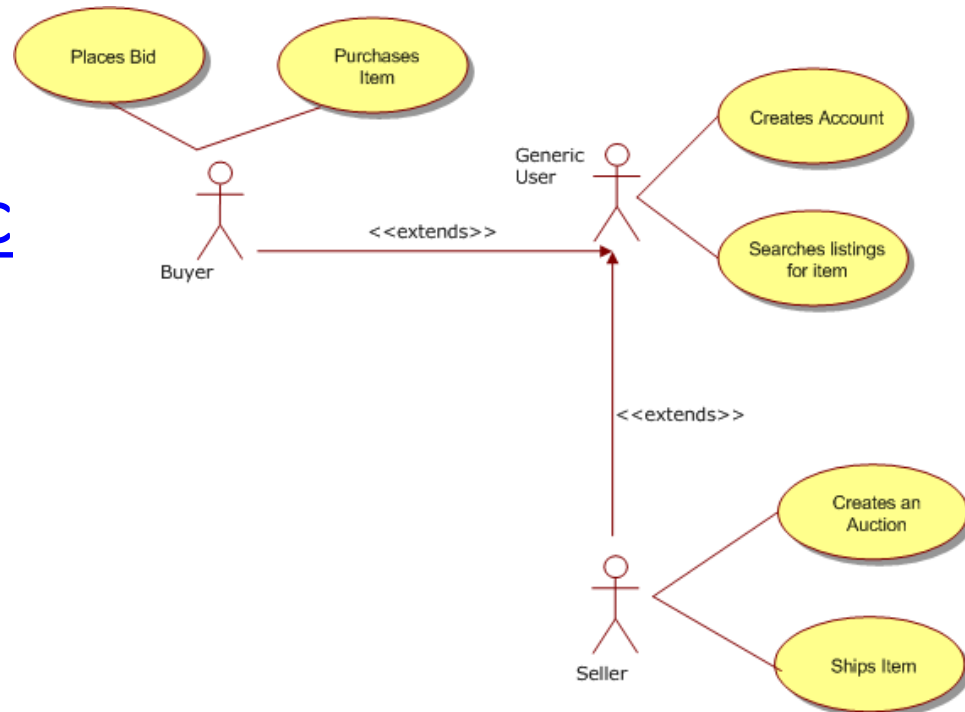 Places Bid
Purchases
Item
Creates Account
Generic
User
c
<<extends>>
Searches listings
for item
Buyer
<<extends>>
Creates an
Auction
Seller
Ships Item